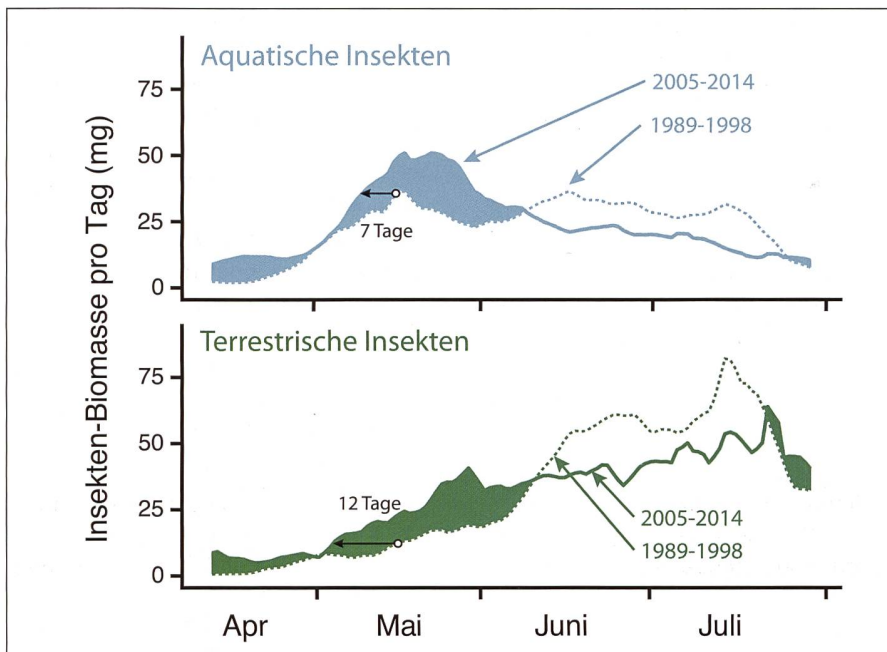 Aquatische Insekten
2005-2014
1989-1998
7 Tage
75
50
25
0
Insekten-Biomasse pro Tag (mg)
Terrestrische Insekten
12 Tage
2005-2014
1989-1998
75
50
25
0
Apr Mai Juni Juli